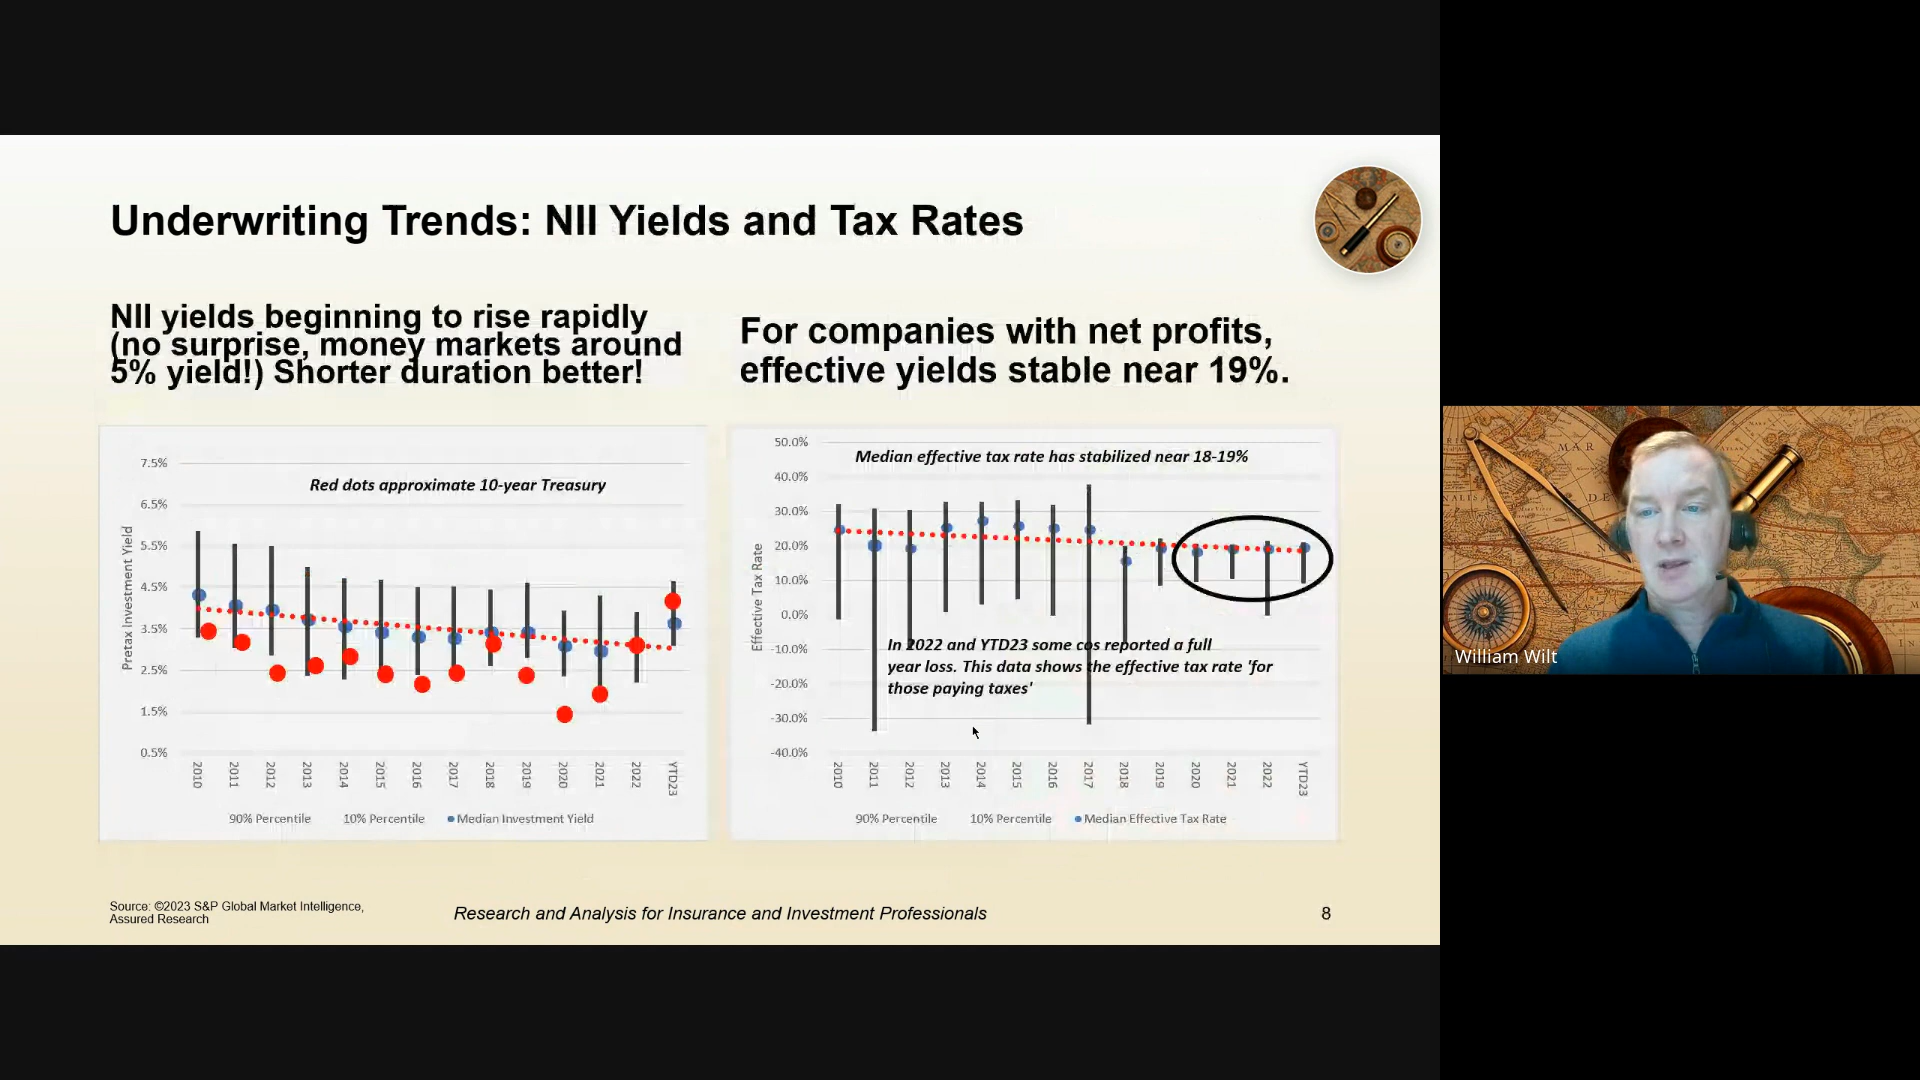 Underwriting Trends: NII Yields and Tax Rates
NII yields beginning to rise rapidly
(no surprise, money markets around
5% yield!) Shorter duration better!
For companies with net profits,
effective yields stable near 19%.
7.5%
6.5%
5.5%
4.5%
3.5%
2.5%
1.5%
0.5%
Pretax Investment Yield
Red dots approximate 10-year Treasury
2010
2011
2012
2013
2014
2015
2016
2017
2018
2019
2020
2021
2022
YTD23
90% Percentile
10% Percentile
Median Investment Yield
50.0%
40.0%
30.0%
20.0%
10.0%
0.0%
-10.0%
-20.0%
-30.0%
-40.0%
Effective Tax Rate
Median effective tax rate has stabilized near 18-19%
In 2022 and YTD23 some cos reported a full
year loss. This data shows the effective tax rate 'for
those paying taxes'
2010
2011
2012
2013
2014
2015
2016
2017
2018
2019
2020
2021
2022
YTD23
90% Percentile
10% Percentile
Median Effective Tax Rate
MAR
William Wilt
Source: ©2023 S&P Global Market Intelligence,
Assured Research
Research and Analysis for Insurance and Investment Professionals
8